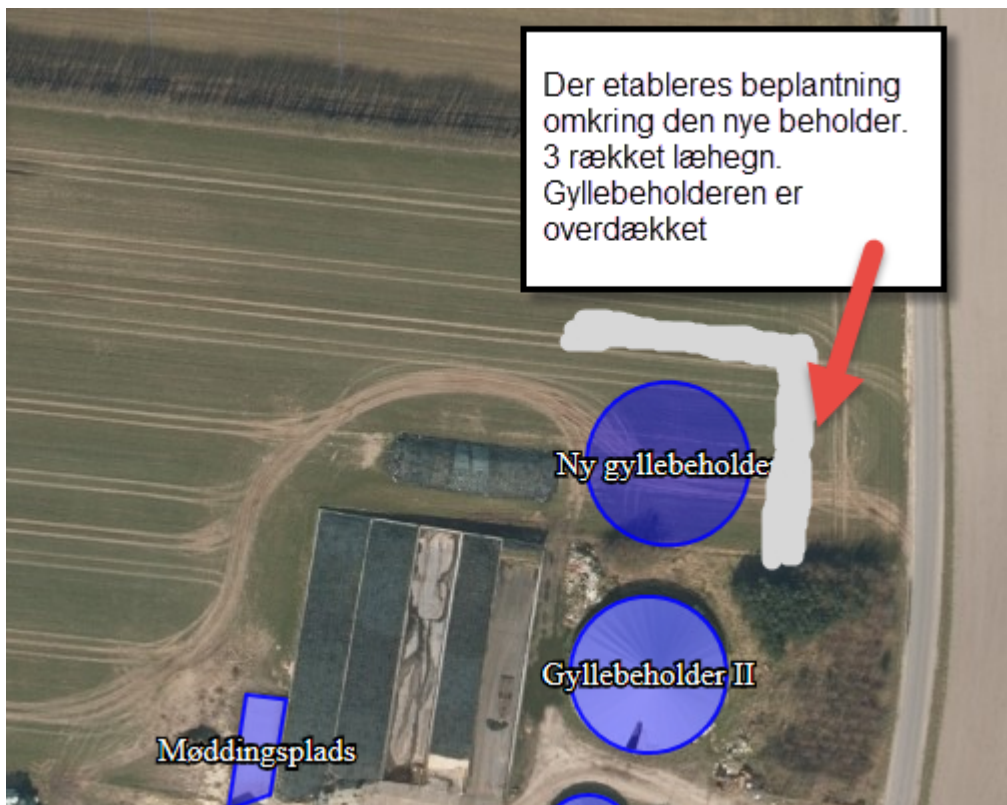 Der etableres beplantning
omkring den nye beholder.
3 rækket læhegn.
Gyllebeholderen er
overdækket
Ny gyllebeholde
Gyllebeholder II
Møddingsplads